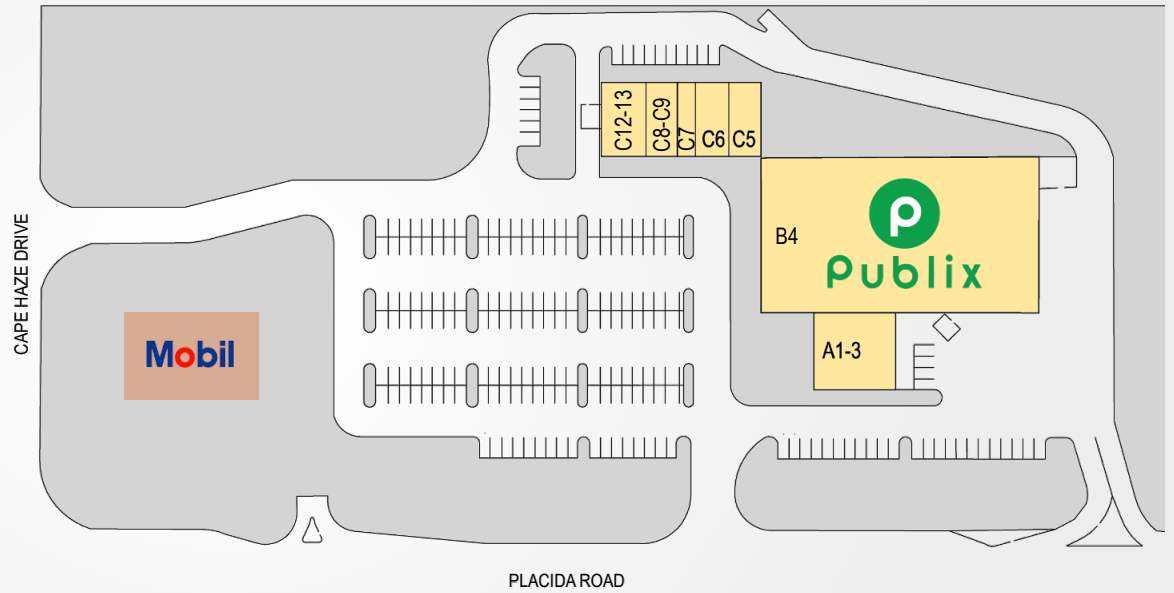 C12-13
C8-C9
C7
C6
C5
B4
p
Publix
A1-3
CAPE HAZE DRIVE
Mobil
PLACIDA ROAD